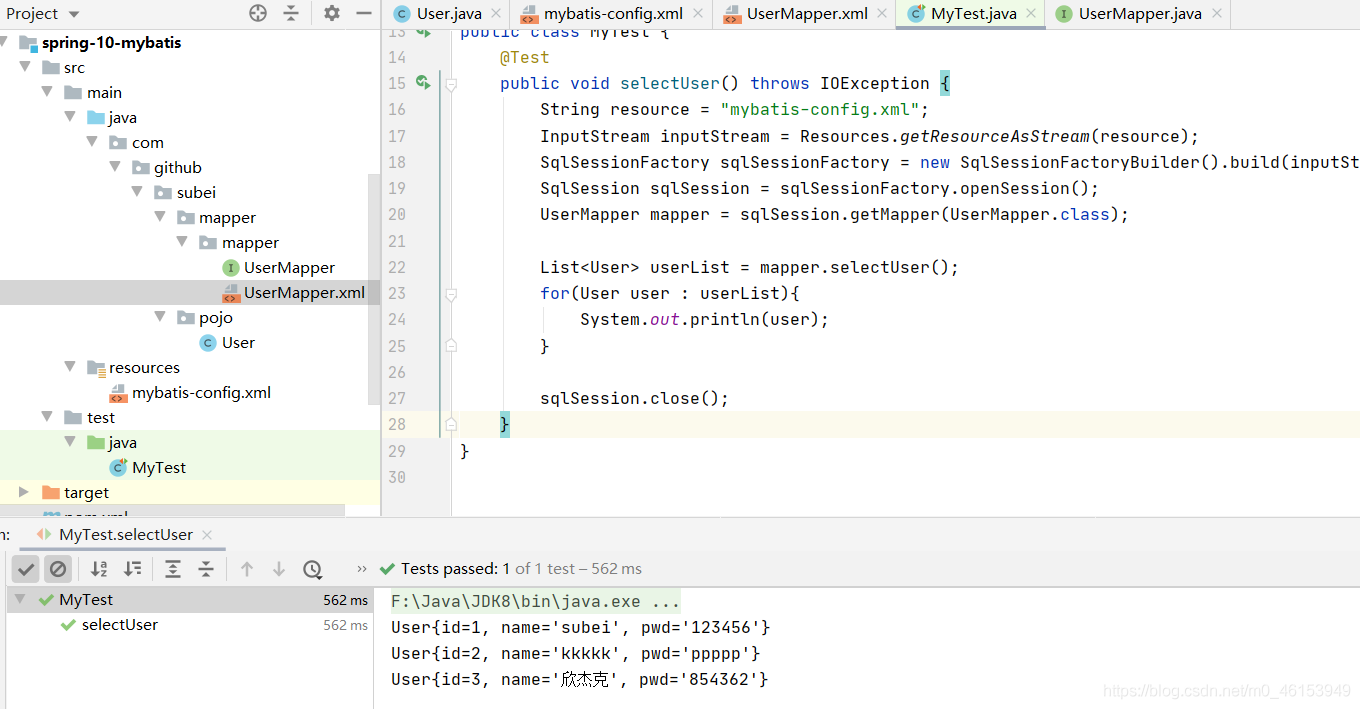 Project
User.java
mybatis-config.xml
UserMapper.xml
MyTest.java
UserMapper.java
spring-10-mybatis
src
main
java
com
github
subei
mapper
mapper
UserMapper
UserMapper.xml
pojo
User
resources
mybatis-config.xml
test
java
MyTest
target
pom.xml
13 public class MyTest {
14 @Test
15 public void selectUser() throws IOException {
16 String resource = "mybatis-config.xml";
17 InputStream inputStream = Resources.getResourceAsStream(resource);
18 SqlSessionFactory sqlSessionFactory = new SqlSessionFactoryBuilder().build(inputSt
19 SqlSession sqlSession = sqlSessionFactory.openSession();
20 UserMapper mapper = sqlSession.getMapper(UserMapper.class);
21
22 List<User> userList = mapper.selectUser();
23 for(User user : userList){
24 System.out.println(user);
25 }
26
27 sqlSession.close();
28 }
29 }
30
n: MyTest.selectUser
Tests passed: 1 of 1 test – 562 ms
MyTest 562 ms
selectUser 562 ms
F:\Java\JDK8\bin\java.exe ...
User{id=1, name='subei', pwd='123456'}
User{id=2, name='kkkkk', pwd='ppppp'}
User{id=3, name='欣杰克', pwd='854362'}
https://blog.csdn.net/m0_46153949